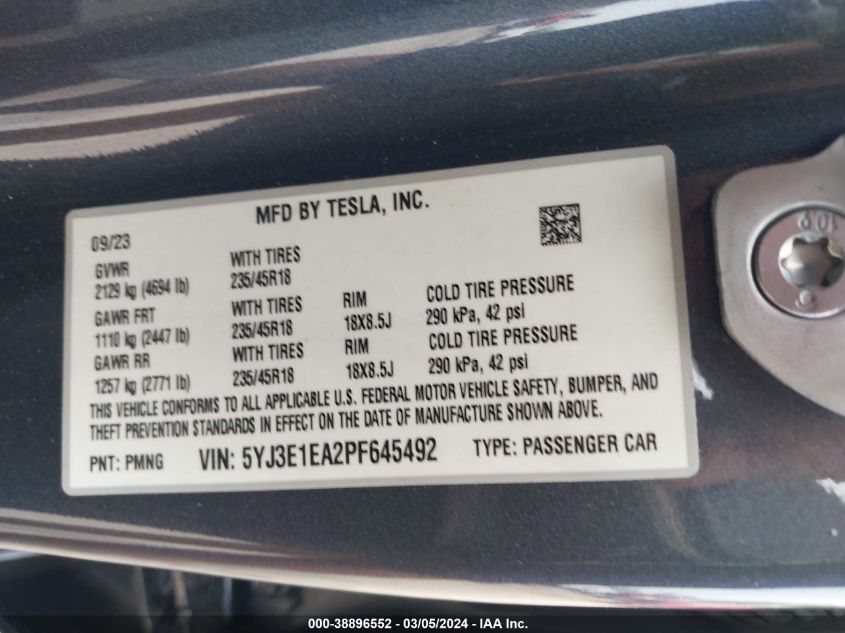 MFD BY TESLA, INC.
09/23
GVWR
2129 kg (4694 lb)
WITH TIRES
235/45R18
GAWR FRT
1110 kg (2447 lb)
WITH TIRES
235/45R18
RIM
18X8.5J
COLD TIRE PRESSURE
290 kPa, 42 psi
GAWR RR
1257 kg (2771 lb)
WITH TIRES
235/45R18
RIM
18X8.5J
COLD TIRE PRESSURE
290 kPa, 42 psi
THIS VEHICLE CONFORMS TO ALL APPLICABLE U.S. FEDERAL MOTOR VEHICLE SAFETY, BUMPER, AND
THEFT PREVENTION STANDARDS IN EFFECT ON THE DATE OF MANUFACTURE SHOWN ABOVE.
PNT: PMNG VIN: 5YJ3E1EA2PF645492 TYPE: PASSENGER CAR
000-38896552 — 03/05/2024 — IAA Inc.